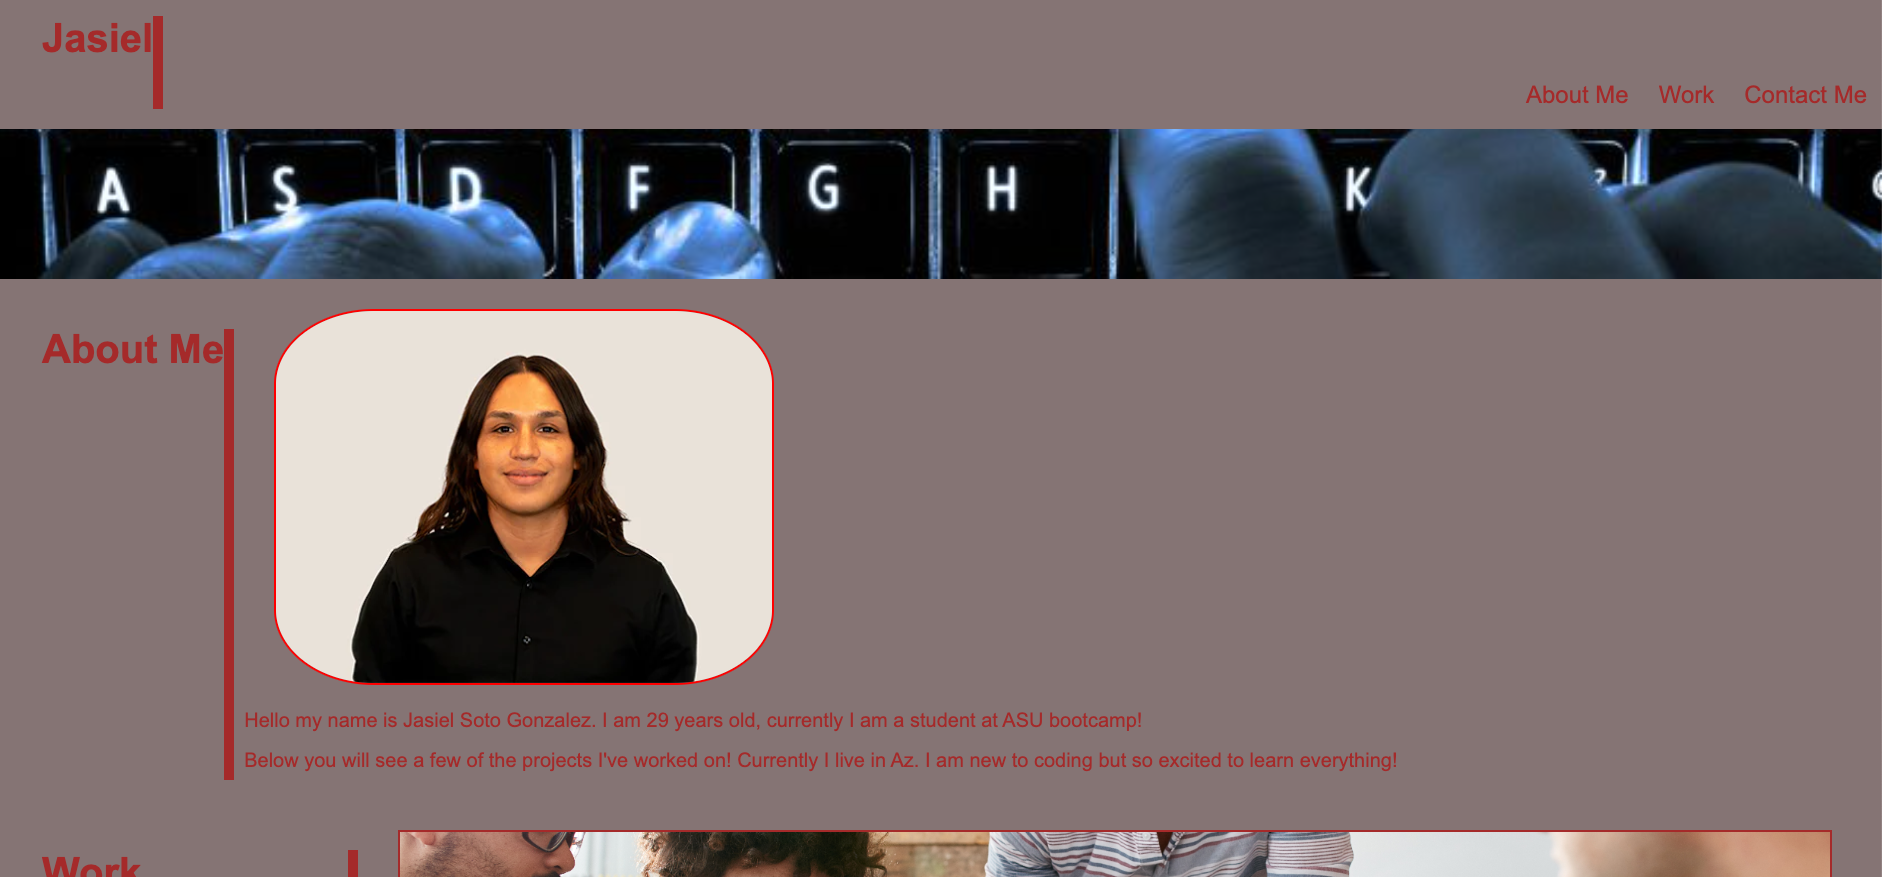 Jasiel
About Me Work Contact Me
A S D F G H K ?
About Me
Hello my name is Jasiel Soto Gonzalez. I am 29 years old, currently I am a student at ASU bootcamp!
Below you will see a few of the projects I've worked on! Currently I live in Az. I am new to coding but so excited to learn everything!
Work